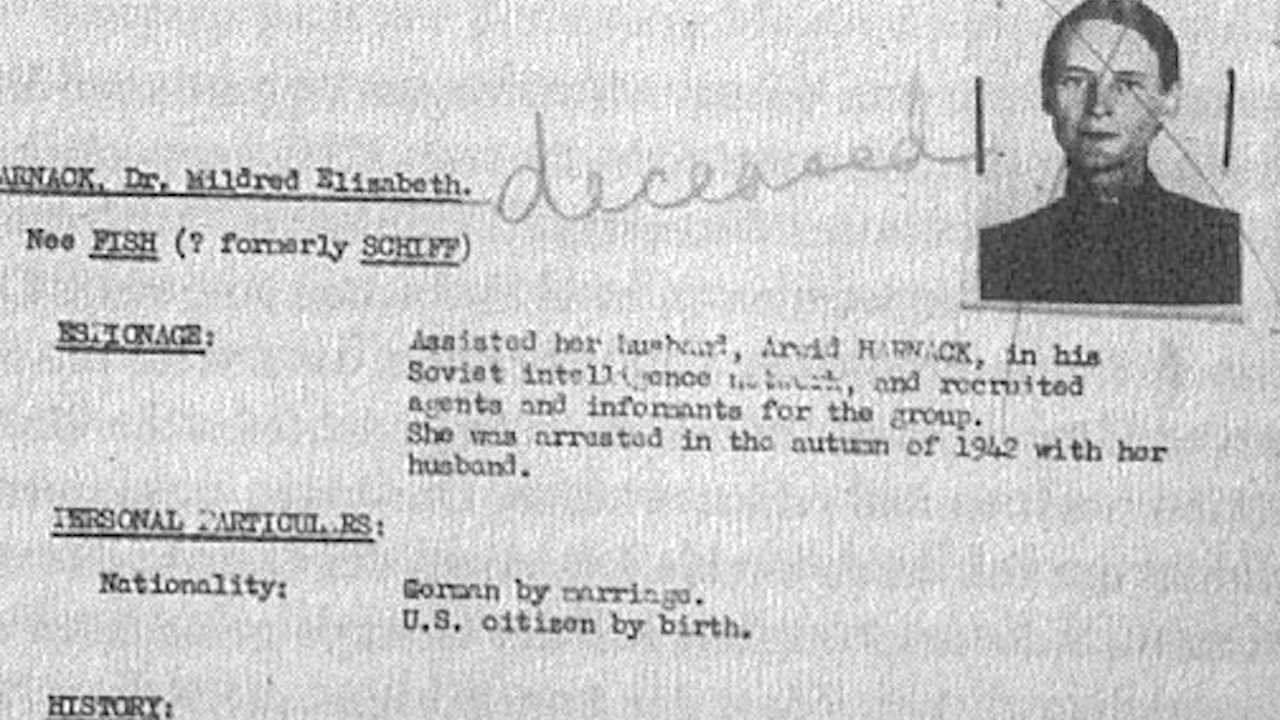 ARNACK, Dr. Mildred Elizabeth.
deceased
Nee FISH (? formerly SCHIFF)
ESPIONAGE:
Assisted her husband, Arvid HARNACK, in his
Soviet intelligence network, and recruited
agents and informants for the group.
She was arrested in the autumn of 1942 with her
husband.
PERSONAL PARTICULARS:
Nationality:
German by marriage.
U.S. citizen by birth.
HISTORY: